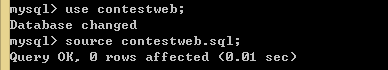 mysql> use contestweb;
Database changed
mysql> source contestweb.sql;
Query OK, 0 rows affected (0.01 sec)